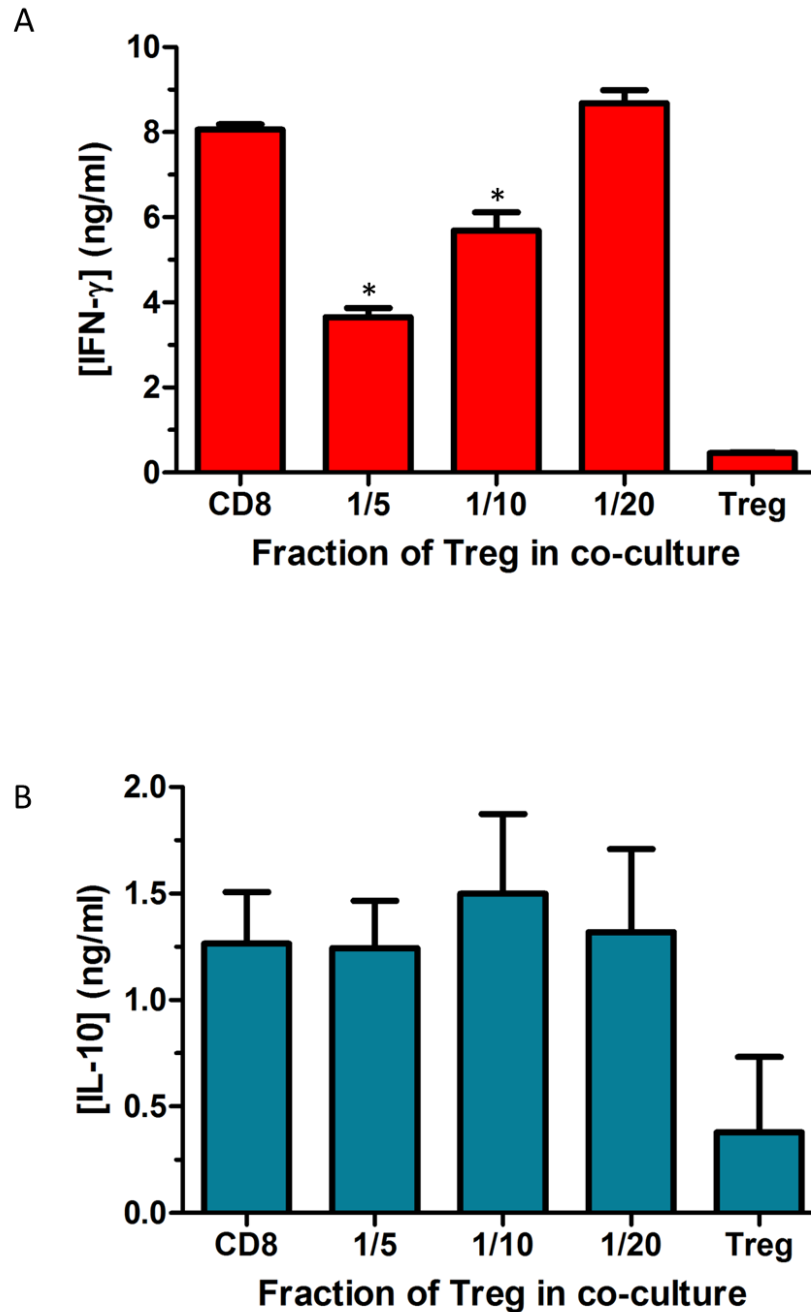 A
[IFN-γ] (ng/ml)
10
8
6
4
2
0
*
*
CD8 1/5 1/10 1/20 Treg
Fraction of Treg in co-culture
B
[IL-10] (ng/ml)
2.0
1.5
1.0
0.5
0.0
CD8 1/5 1/10 1/20 Treg
Fraction of Treg in co-culture